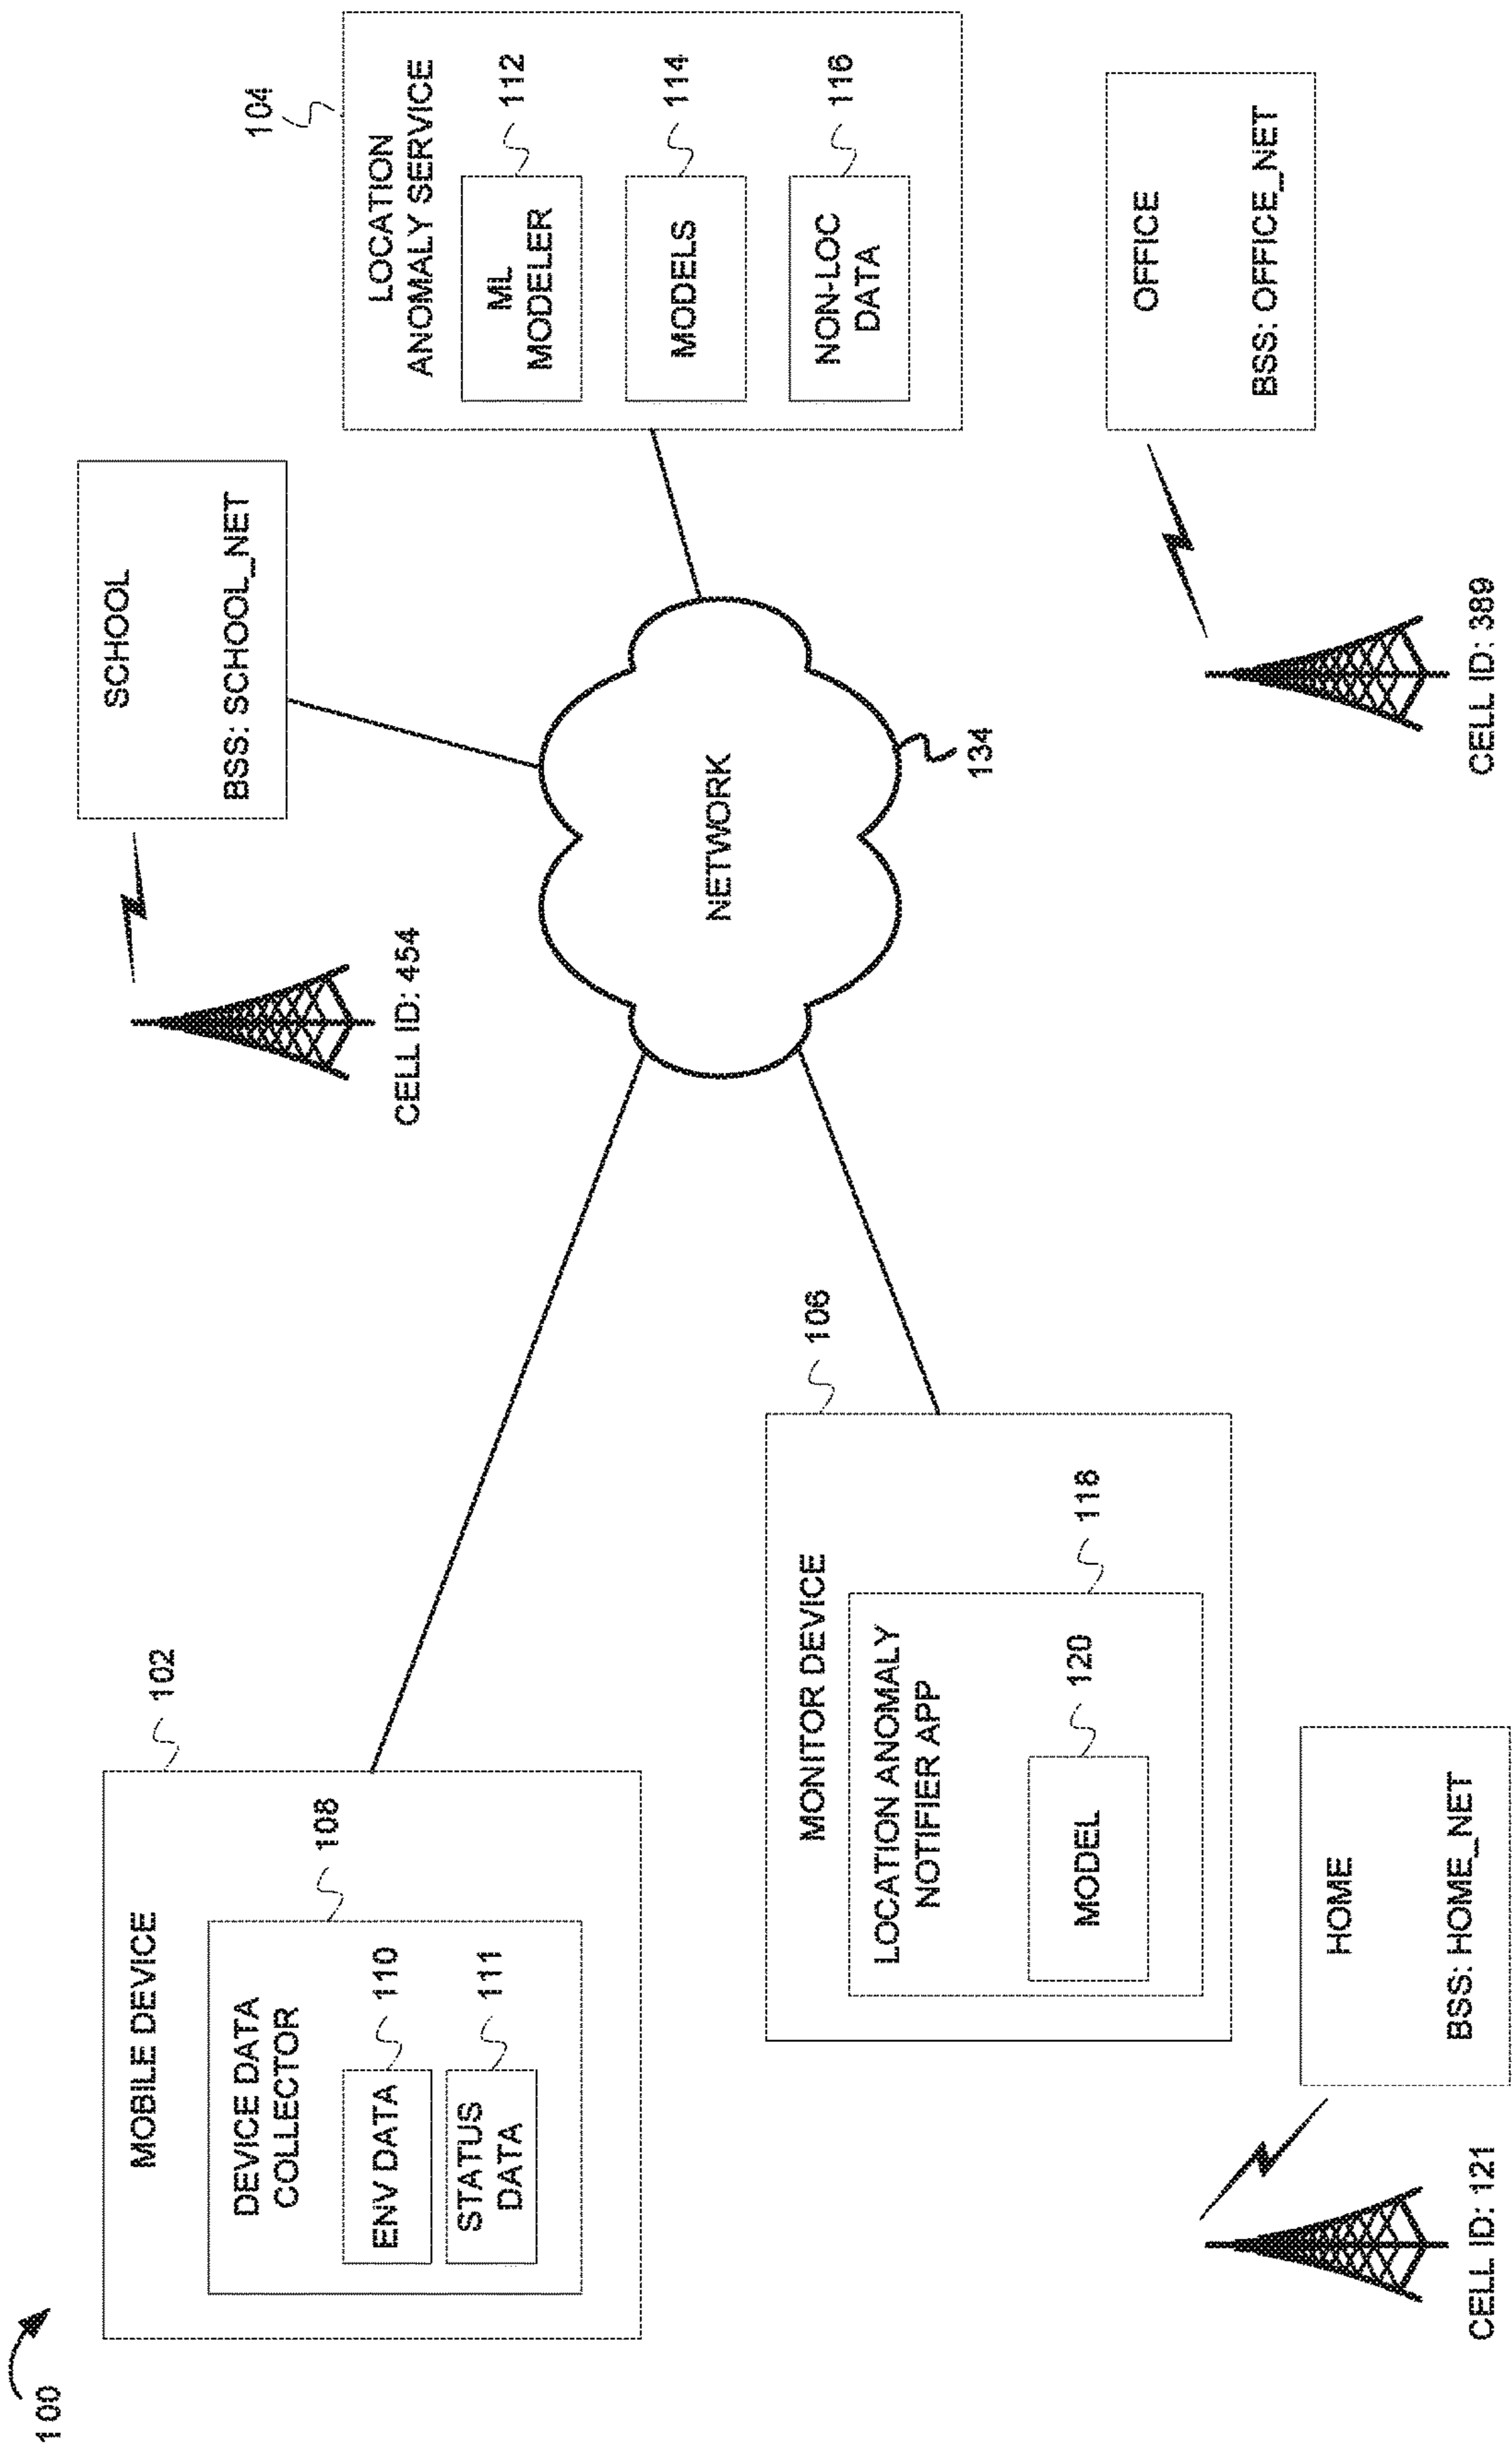 100
MOBILE DEVICE
102
DEVICE DATA
COLLECTOR
108
ENV DATA
110
STATUS
DATA
111
CELL ID: 454
SCHOOL
BSS: SCHOOL_NET
104
LOCATION
ANOMALY SERVICE
ML
MODELER
112
MODELS
114
NON-LOC
DATA
116
NETWORK
134
MONITOR DEVICE
106
LOCATION ANOMALY
NOTIFIER APP
118
MODEL
120
CELL ID: 121
HOME
BSS: HOME_NET
CELL ID: 389
OFFICE
BSS: OFFICE_NET